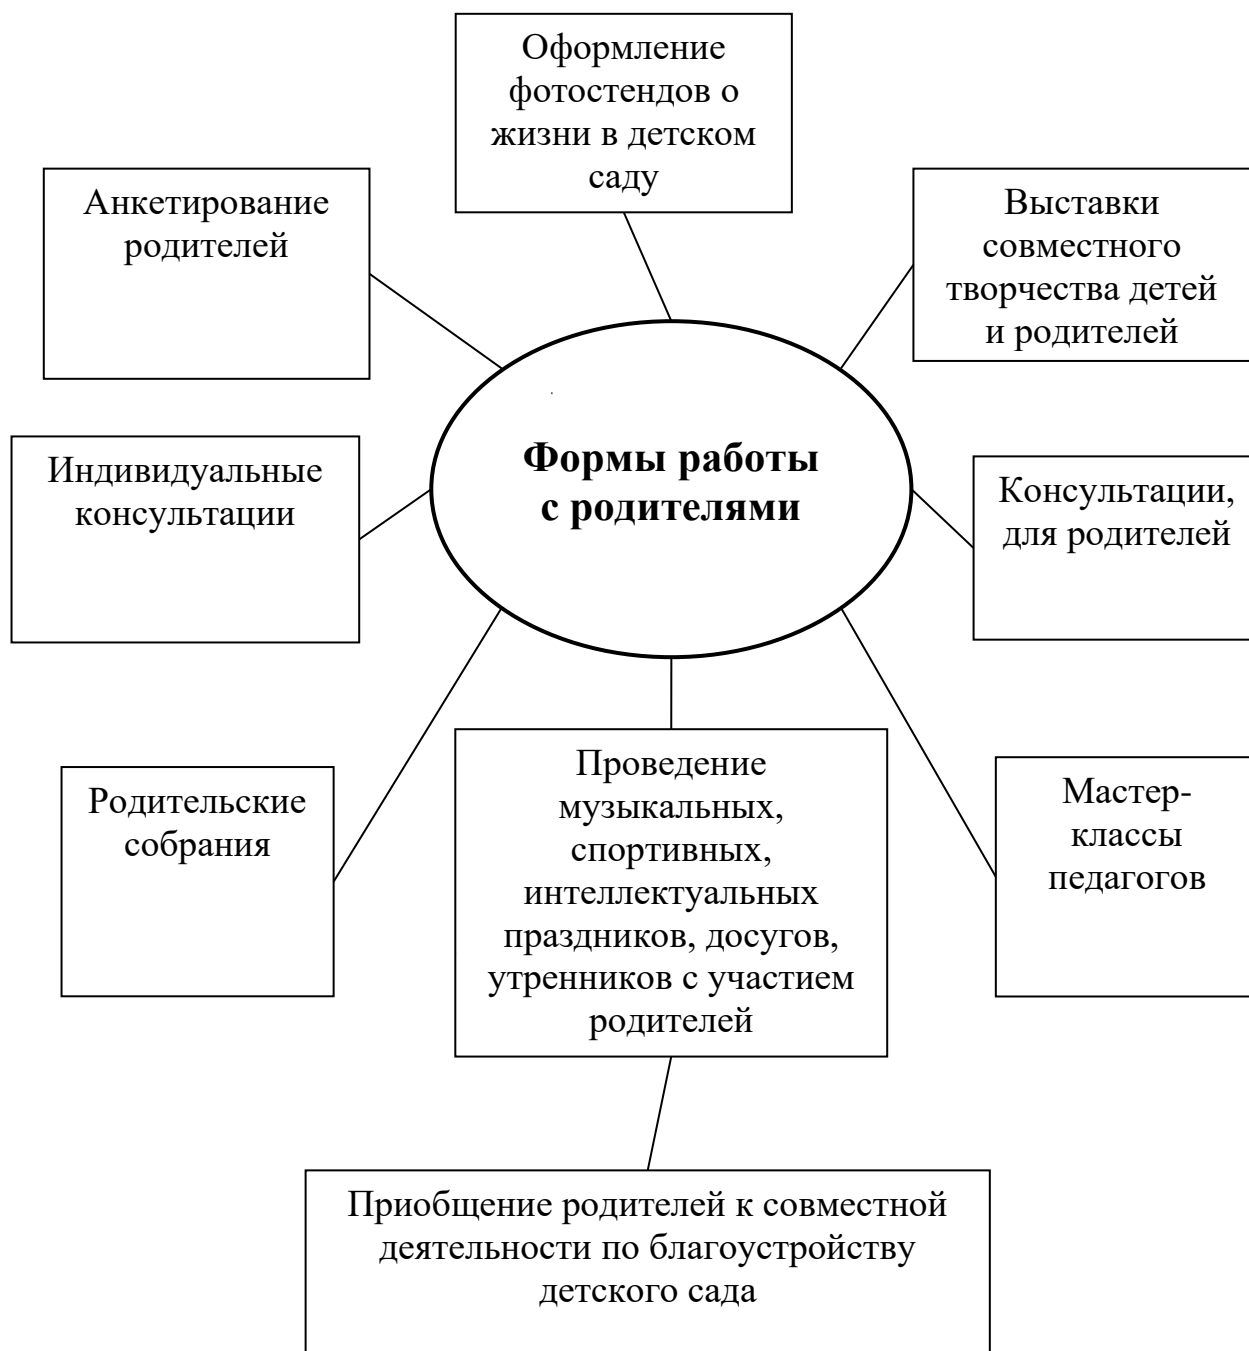 Оформление
фотостендов о
жизни в детском
саду
Анкетирование
родителей
Выставки
совместного
творчества детей
и родителей
Формы работы
с родителями
Индивидуальные
консультации
Консультации,
для родителей
Родительские
собрания
Проведение
музыкальных,
спортивных,
интеллектуальных
праздников, досугов,
утренников с участием
родителей
Мастер-
классы
педагогов
Приобщение родителей к совместной
деятельности по благоустройству
детского сада